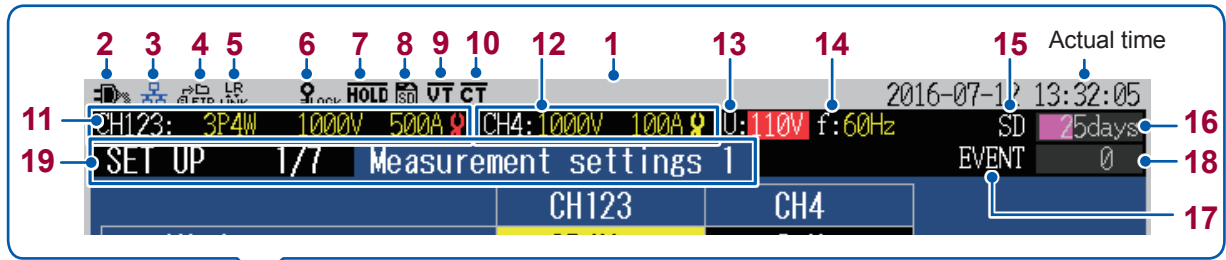 2 3 4 5 6 7 8 9 10 12 1 13 14 15 Actual time
FTP LR LINK LOCK HOLD SD VT CT 2016-07-12 13:32:05
11 CH123: 3P4W 1000V 500A CH4: 1000V 100A U: 110V f: 60Hz SD 25days 16
19 SET UP 1/7 Measurement settings 1 EVENT 0 18
CH123 CH4 17